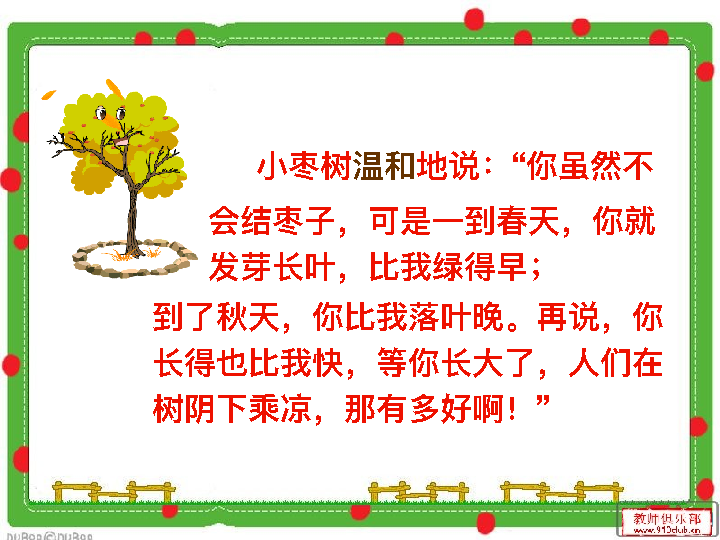 小枣树温和地说：“你虽然不
会结枣子，可是一到春天，你就
发芽长叶，比我绿得早；
到了秋天，你比我落叶晚。再说，你
长得也比我快，等你长大了，人们在
树阴下乘凉，那有多好啊！”
教师俱乐部
www.910club.cn